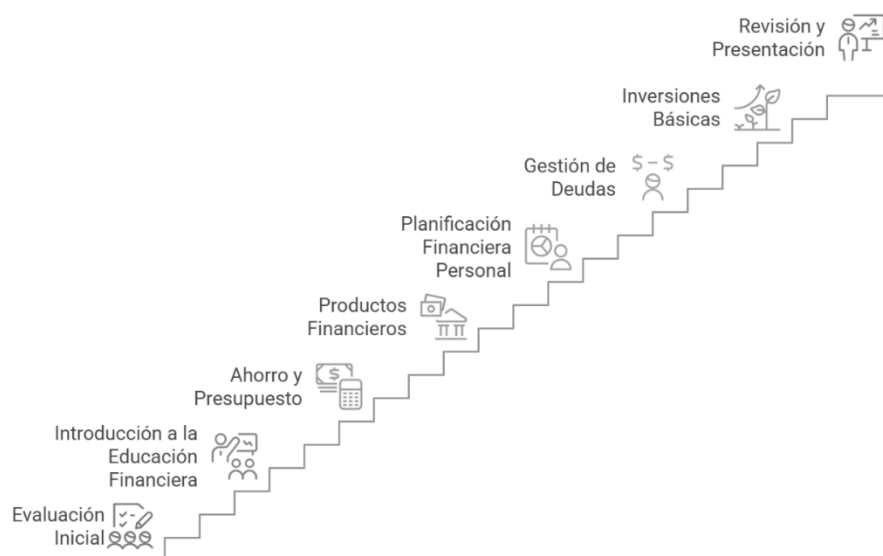 Revisión y
Presentación
Inversiones
Básicas
$ - $
Gestión de
Deudas
Planificación
Financiera
Personal
Productos
Financieros
$
Ahorro y
Presupuesto
Introducción a la
Educación
Financiera
Evaluación
Inicial